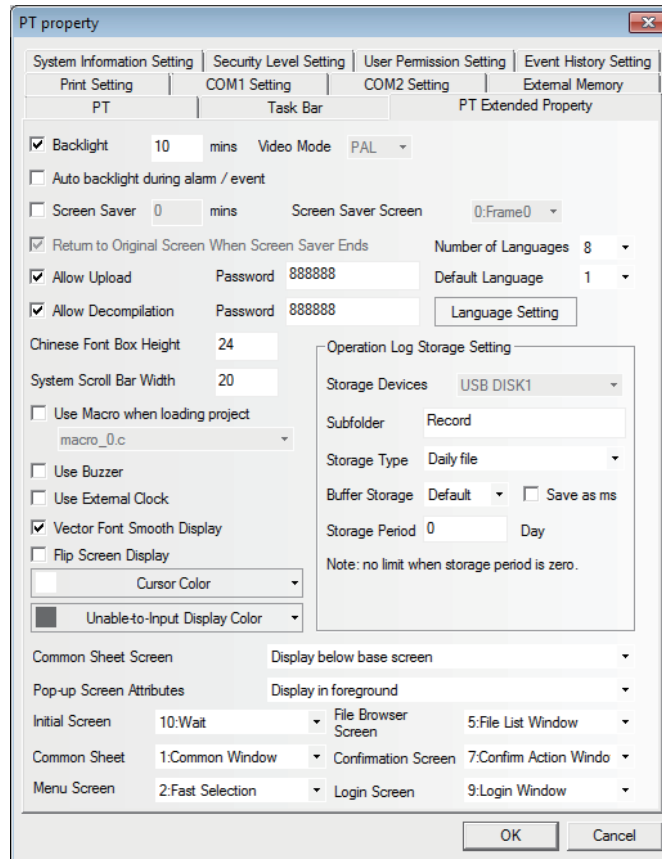 PT property
System Information Setting Security Level Setting User Permission Setting Event History Setting
Print Setting COM1 Setting COM2 Setting External Memory
PT Task Bar PT Extended Property
Backlight 10 mins Video Mode PAL
Auto backlight during alarm / event
Screen Saver 0 mins Screen Saver Screen 0:Frame0
Return to Original Screen When Screen Saver Ends Number of Languages 8
Allow Upload Password 888888 Default Language 1
Allow Decompilation Password 888888 Language Setting
Chinese Font Box Height 24
System Scroll Bar Width 20
Use Macro when loading project
macro_0.c
Use Buzzer
Use External Clock
Vector Font Smooth Display
Flip Screen Display
Cursor Color
Unable-to-Input Display Color
Operation Log Storage Setting
Storage Devices USB DISK1
Subfolder Record
Storage Type Daily file
Buffer Storage Default Save as ms
Storage Period 0 Day
Note: no limit when storage period is zero.
Common Sheet Screen Display below base screen
Pop-up Screen Attributes Display in foreground
Initial Screen 10:Wait File Browser Screen 5:File List Window
Common Sheet 1:Common Window Confirmation Screen 7:Confirm Action Windo
Menu Screen 2:Fast Selection Login Screen 9:Login Window
OK Cancel